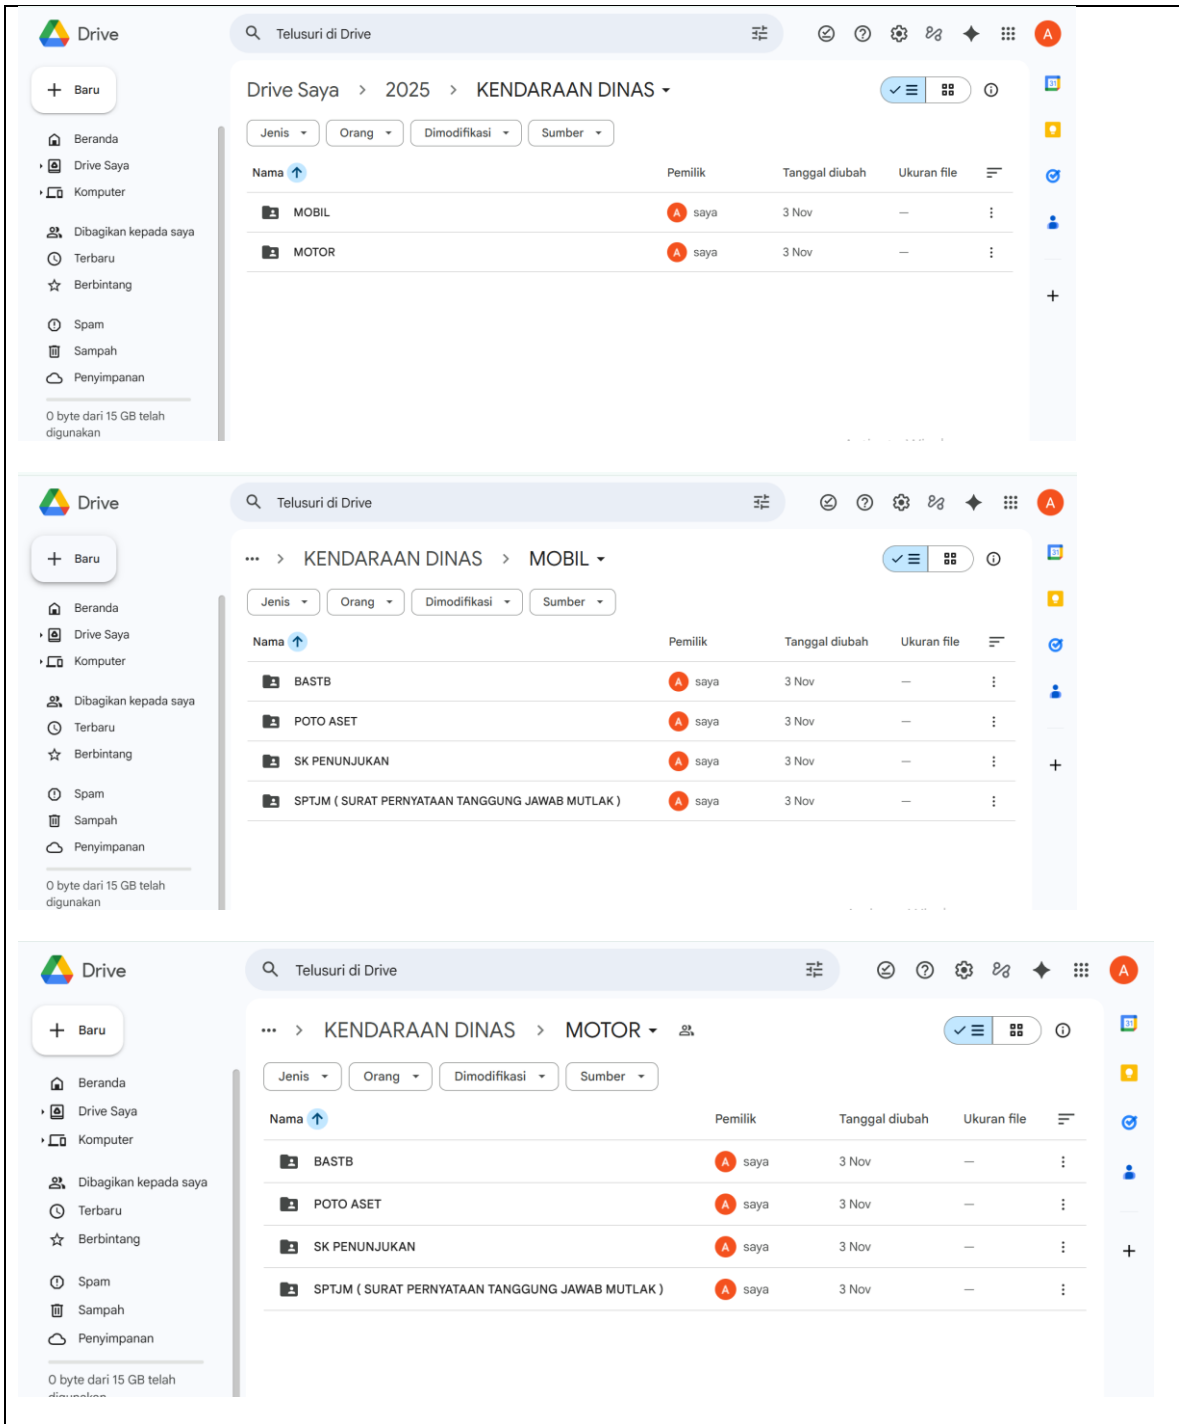 Drive
Telusuri di Drive
A
Baru
Drive Saya > 2025 > KENDARAAN DINAS
31
Jenis Orang Dimodifikasi Sumber
Beranda
Drive Saya
Komputer
Nama Pemilik Tanggal diubah Ukuran file
MOBIL A saya 3 Nov —
MOTOR A saya 3 Nov —
Dibagikan kepada saya
Terbaru
Berbintang
Spam
Sampah
Penyimpanan
0 byte dari 15 GB telah
digunakan
Drive
Telusuri di Drive
A
Baru
... > KENDARAAN DINAS > MOBIL
31
Jenis Orang Dimodifikasi Sumber
Beranda
Drive Saya
Komputer
Nama Pemilik Tanggal diubah Ukuran file
BASTB A saya 3 Nov —
POTO ASET A saya 3 Nov —
SK PENUNJUKAN A saya 3 Nov —
SPTJM ( SURAT PERNYATAAN TANGGUNG JAWAB MUTLAK ) A saya 3 Nov —
Dibagikan kepada saya
Terbaru
Berbintang
Spam
Sampah
Penyimpanan
0 byte dari 15 GB telah
digunakan
Drive
Telusuri di Drive
A
Baru
... > KENDARAAN DINAS > MOTOR
31
Jenis Orang Dimodifikasi Sumber
Beranda
Drive Saya
Komputer
Nama Pemilik Tanggal diubah Ukuran file
BASTB A saya 3 Nov —
POTO ASET A saya 3 Nov —
SK PENUNJUKAN A saya 3 Nov —
SPTJM ( SURAT PERNYATAAN TANGGUNG JAWAB MUTLAK ) A saya 3 Nov —
Dibagikan kepada saya
Terbaru
Berbintang
Spam
Sampah
Penyimpanan
0 byte dari 15 GB telah